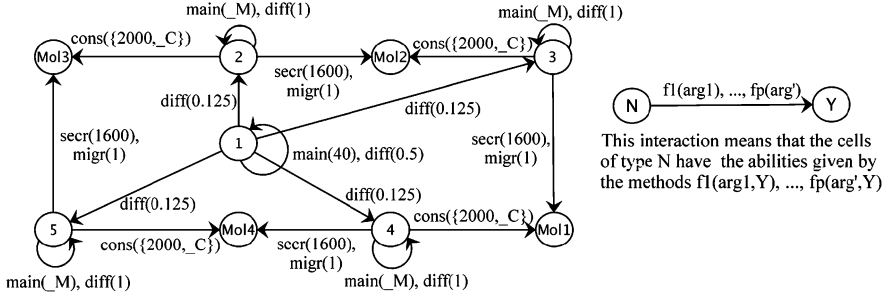 main(_M), diff(1)
main(_M), diff(1)
cons({2000,_C})
cons({2000,_C})
Mol3
2
Mol2
3
secr(1600),
migr(1)
diff(0.125)
diff(0.125)
f1(arg1), ..., fp(arg')
N
Y
secr(1600),
migr(1)
1
secr(1600),
migr(1)
main(40), diff(0.5)
This interaction means that the cells
of type N have the abilities given by
the methods f1(arg1,Y), ..., fp(arg',Y)
diff(0.125)
diff(0.125)
cons({2000,_C})
5
Mol4
4
Mol1
cons({2000,_C})
secr(1600),
migr(1)
main(_M), diff(1)
main(_M), diff(1)